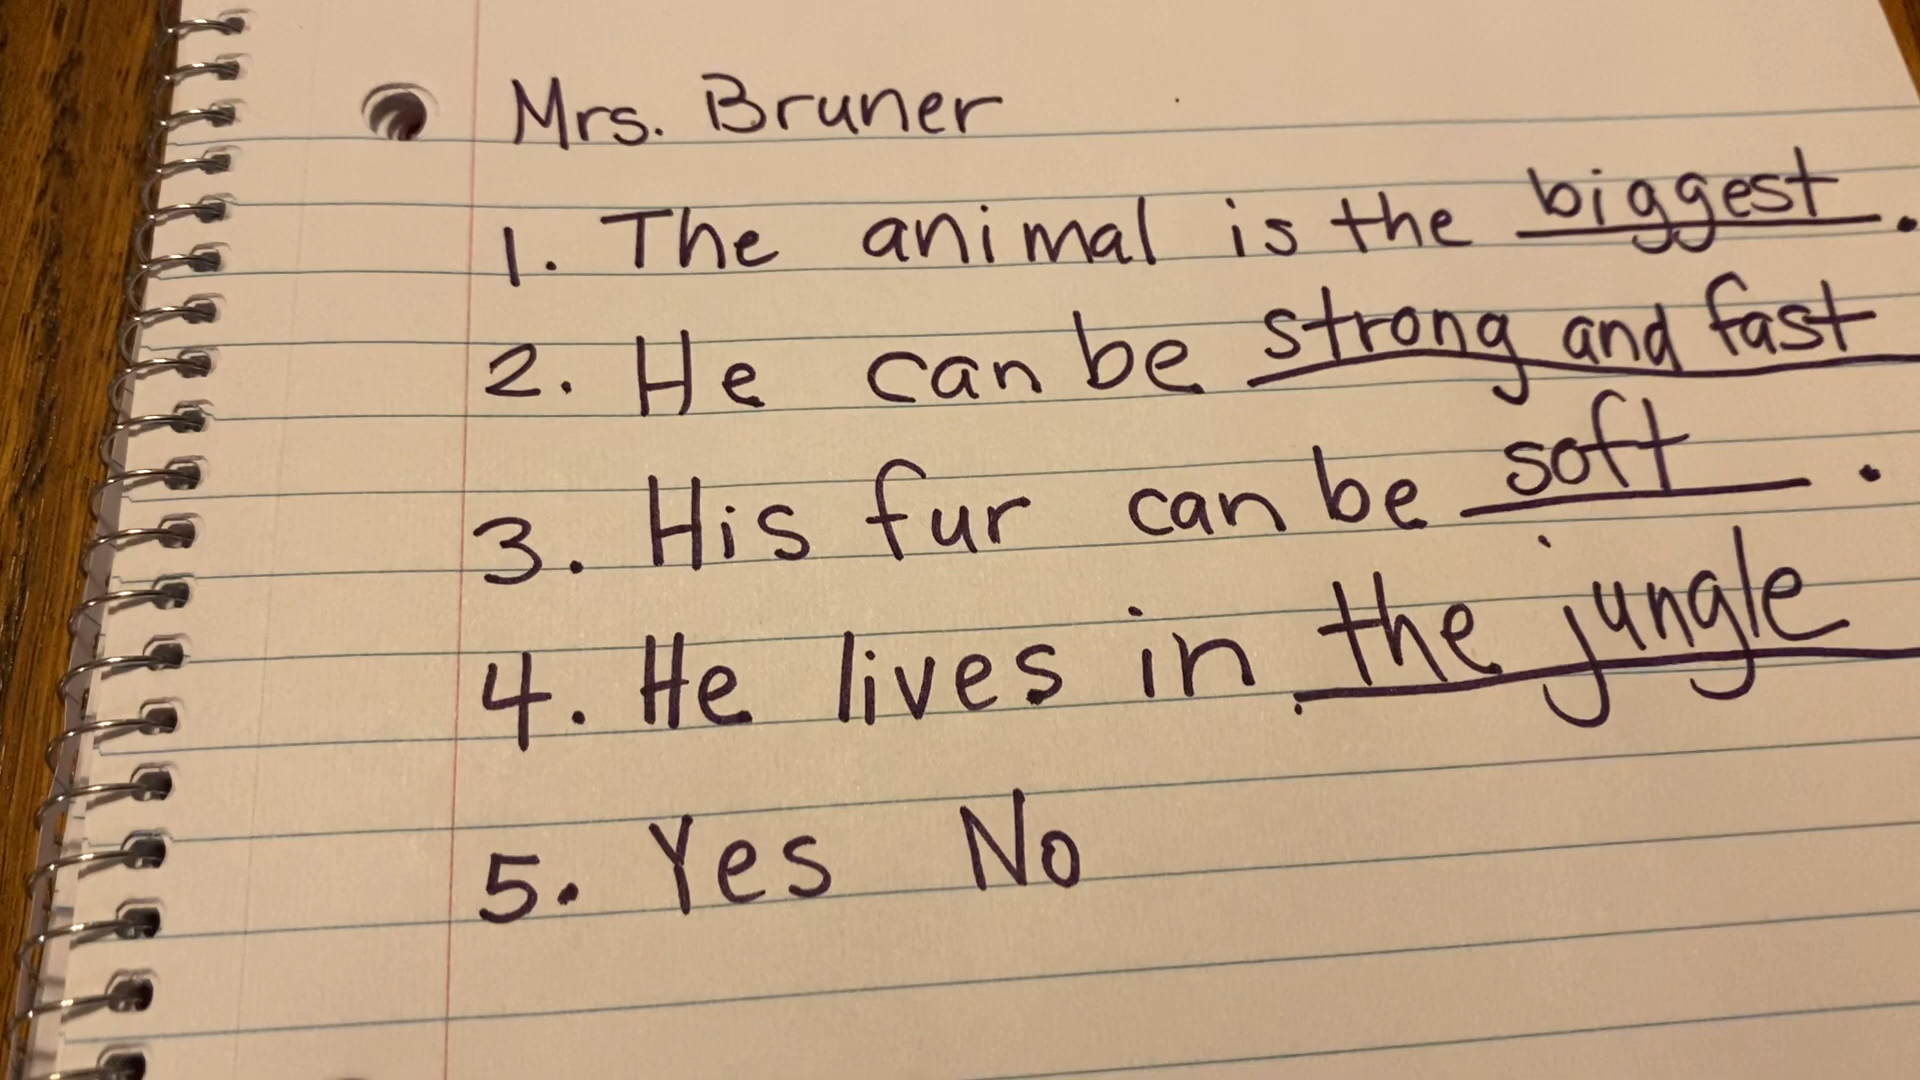 Mrs. Bruner
1. The animal is the biggest.
2. He can be strong and fast
3. His fur can be soft.
4. He lives in the jungle
5. Yes No